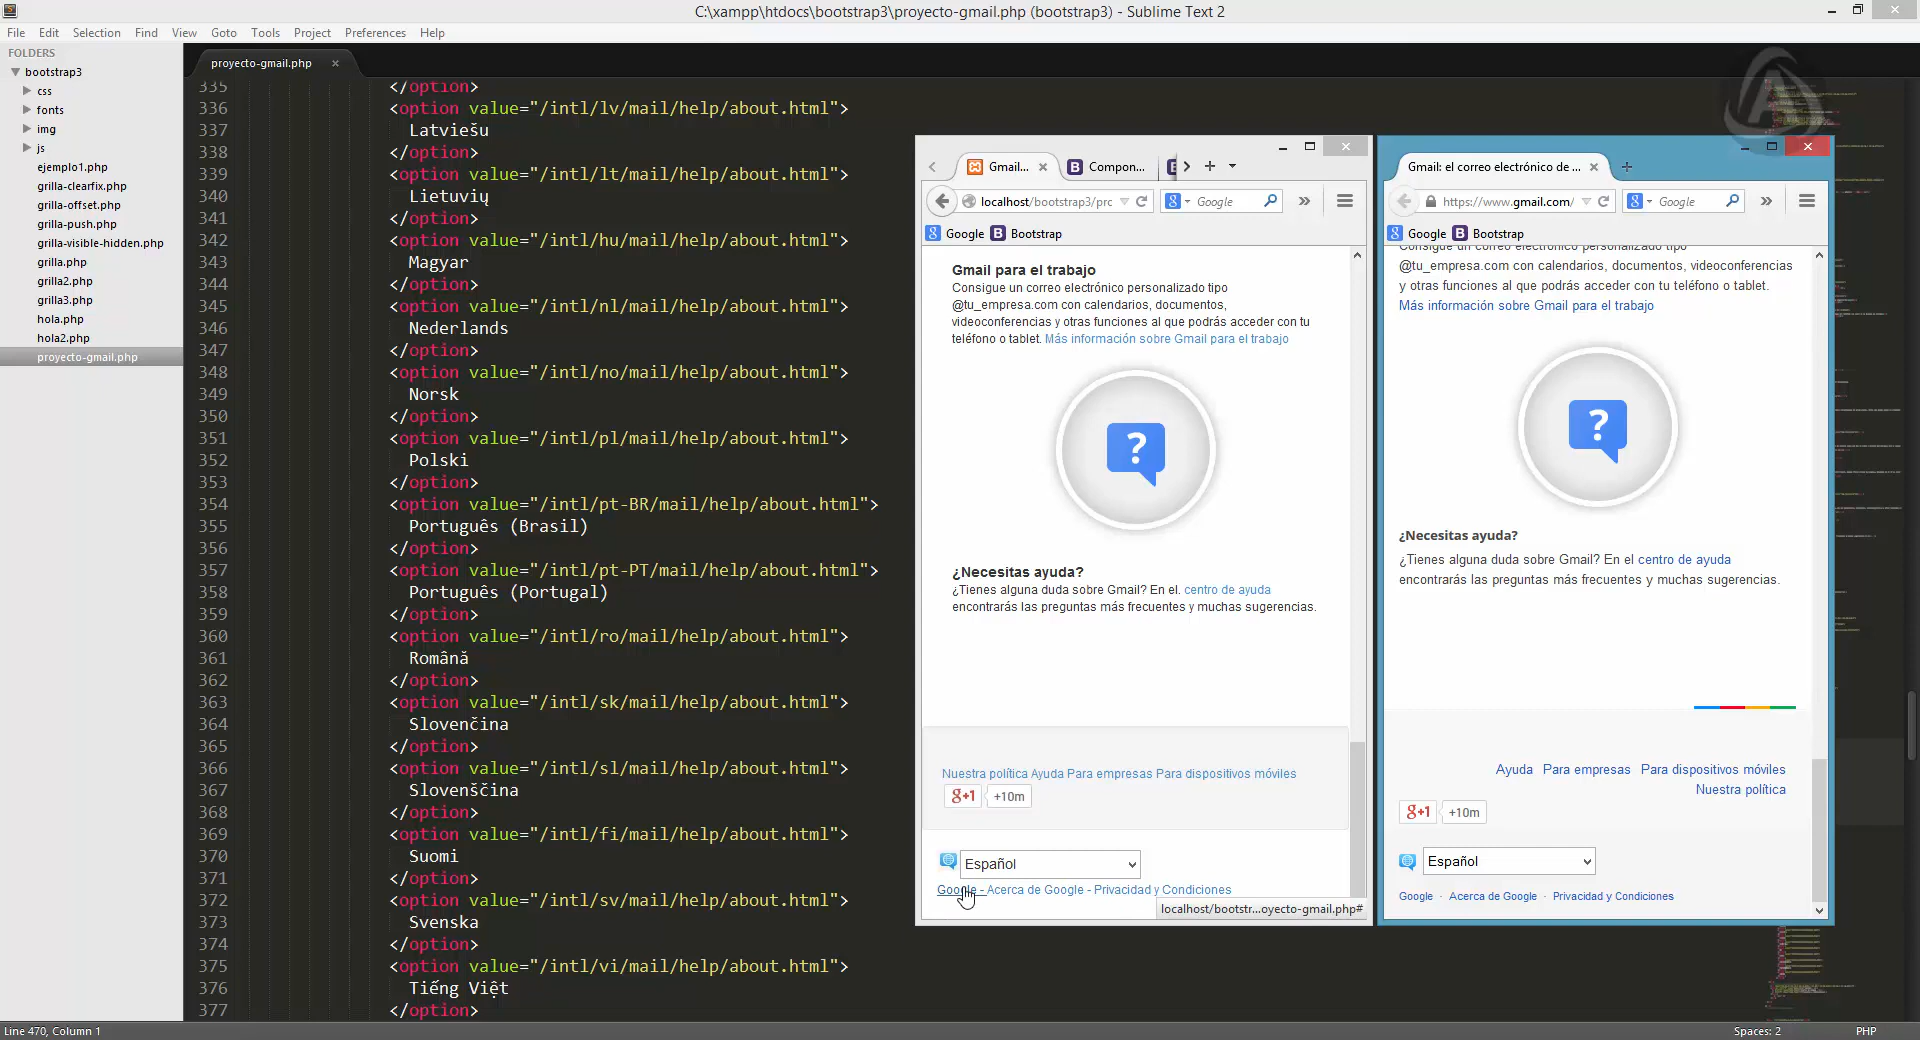 C:\xampp\htdocs\bootstrap3\proyecto-gmail.php (bootstrap3) - Sublime Text 2
File Edit Selection Find View Goto Tools Project Preferences Help
FOLDERS
bootstrap3
css
fonts
img
js
ejemplo1.php
grilla-clearfix.php
grilla-offset.php
grilla-push.php
grilla-visible-hidden.php
grilla.php
grilla2.php
grilla3.php
hola.php
hola2.php
proyecto-gmail.php
proyecto-gmail.php ×
335 </option>
336 <option value="/intl/lv/mail/help/about.html">
337 Latviešu
338 </option>
339 <option value="/intl/lt/mail/help/about.html">
340 Lietuvių
341 </option>
342 <option value="/intl/hu/mail/help/about.html">
343 Magyar
344 </option>
345 <option value="/intl/nl/mail/help/about.html">
346 Nederlands
347 </option>
348 <option value="/intl/no/mail/help/about.html">
349 Norsk
350 </option>
351 <option value="/intl/pl/mail/help/about.html">
352 Polski
353 </option>
354 <option value="/intl/pt-BR/mail/help/about.html">
355 Português (Brasil)
356 </option>
357 <option value="/intl/pt-PT/mail/help/about.html">
358 Português (Portugal)
359 </option>
360 <option value="/intl/ro/mail/help/about.html">
361 Română
362 </option>
363 <option value="/intl/sk/mail/help/about.html">
364 Slovenčina
365 </option>
366 <option value="/intl/sl/mail/help/about.html">
367 Slovenščina
368 </option>
369 <option value="/intl/fi/mail/help/about.html">
370 Suomi
371 </option>
372 <option value="/intl/sv/mail/help/about.html">
373 Svenska
374 </option>
375 <option value="/intl/vi/mail/help/about.html">
376 Tiếng Việt
377 </option>
Gmail... Compon...
localhost/bootstrap3/prc Google
Google Bootstrap
Gmail para el trabajo
Consigue un correo electrónico personalizado tipo
@tu_empresa.com con calendarios, documentos,
videoconferencias y otras funciones al que podrás acceder con tu
teléfono o tablet. Más información sobre Gmail para el trabajo
?
¿Necesitas ayuda?
¿Tienes alguna duda sobre Gmail? En el. centro de ayuda
encontrarás las preguntas más frecuentes y muchas sugerencias.
Nuestra política Ayuda Para empresas Para dispositivos móviles
g+1 +10m
Español
Google - Acerca de Google - Privacidad y Condiciones
localhost/bootstr...oyecto-gmail.php#
Gmail: el correo electrónico de ...
https://www.gmail.com/ Google
Google Bootstrap
Consigue un correo electrónico personalizado tipo
@tu_empresa.com con calendarios, documentos, videoconferencias
y otras funciones al que podrás acceder con tu teléfono o tablet.
Más información sobre Gmail para el trabajo
?
¿Necesitas ayuda?
¿Tienes alguna duda sobre Gmail? En el centro de ayuda
encontrarás las preguntas más frecuentes y muchas sugerencias.
Ayuda Para empresas Para dispositivos móviles
Nuestra política
g+1 +10m
Español
Google · Acerca de Google · Privacidad y Condiciones
Line 470, Column 1
Spaces: 2 PHP